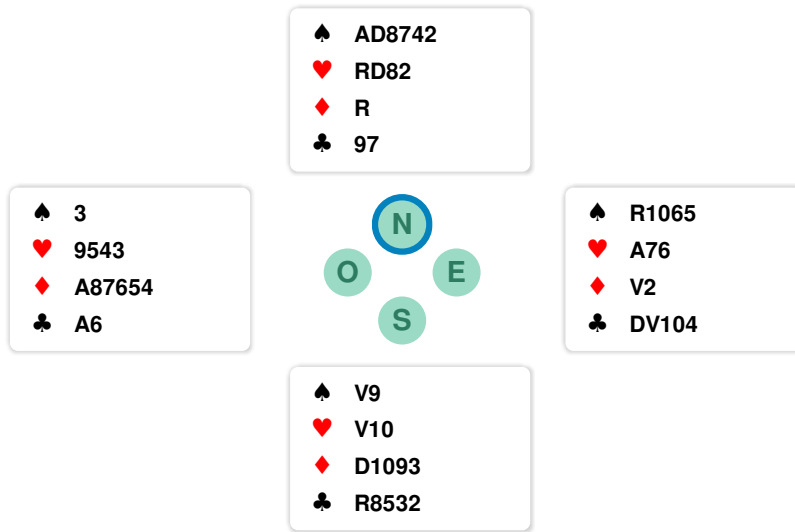 ♠ AD8742
♥ RD82
♦ R
♣ 97
♠ 3
♥ 9543
♦ A87654
♣ A6
N
O
E
S
♠ R1065
♥ A76
♦ V2
♣ DV104
♠ V9
♥ V10
♦ D1093
♣ R8532